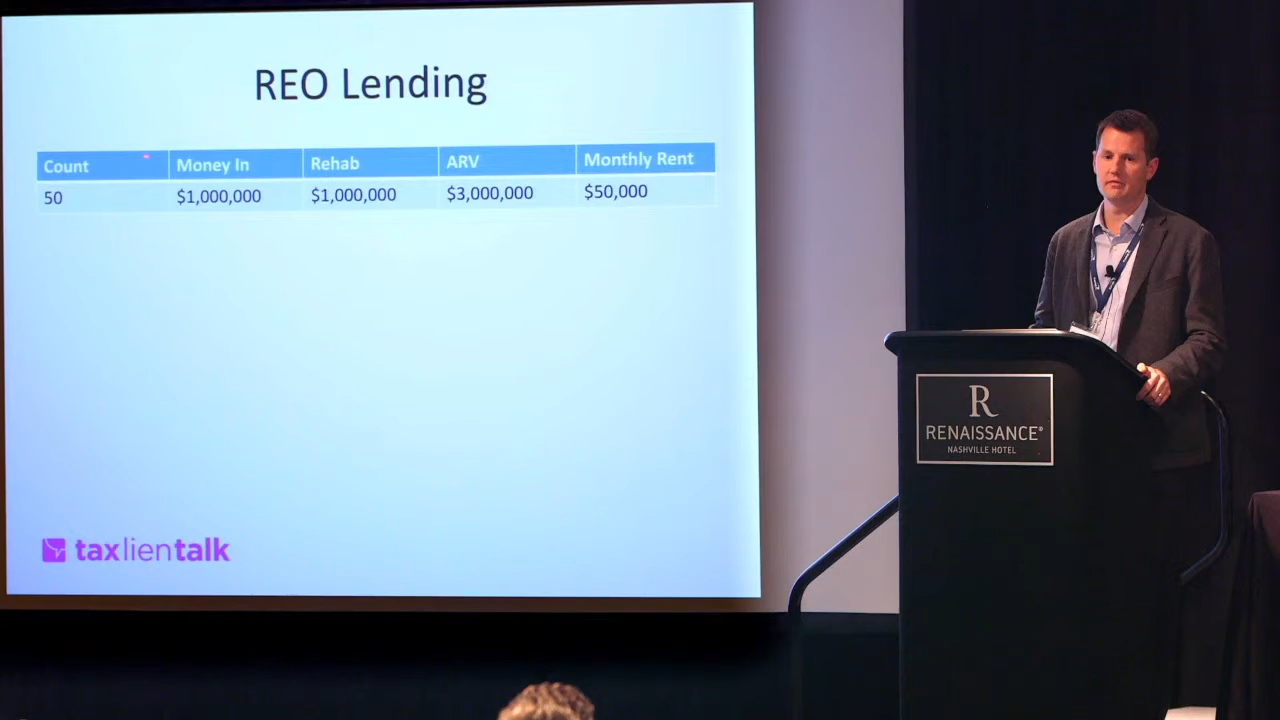 REO Lending
Count Money In Rehab ARV Monthly Rent
50 $1,000,000 $1,000,000 $3,000,000 $50,000
taxlientalk
R
RENAISSANCE®
NASHVILLE HOTEL